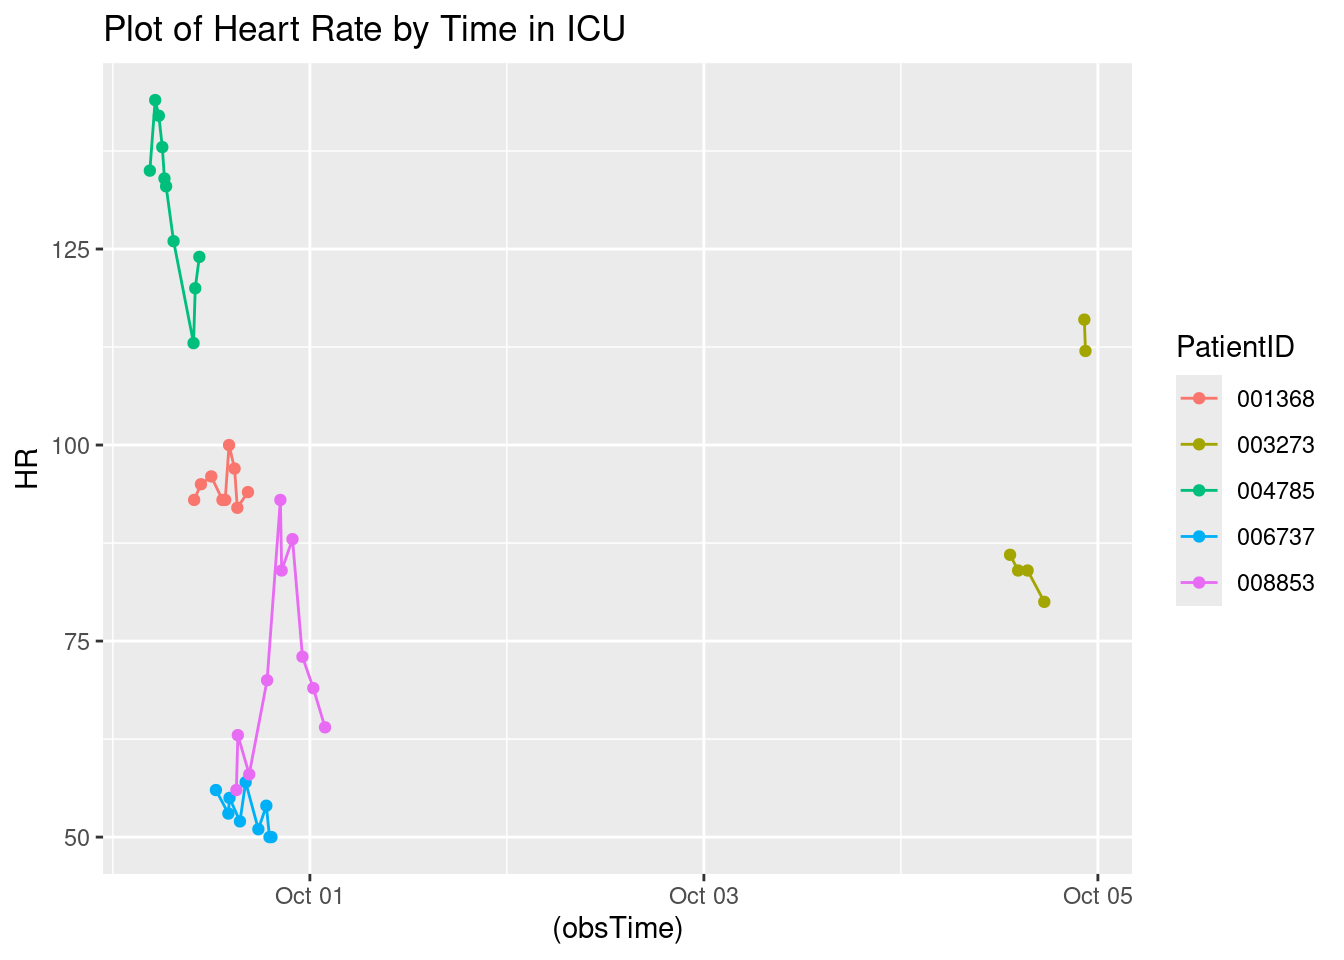 Plot of Heart Rate by Time in ICU
HR
125
100
75
50
Oct 01
Oct 03
Oct 05
(obsTime)
PatientID
001368
003273
004785
006737
008853